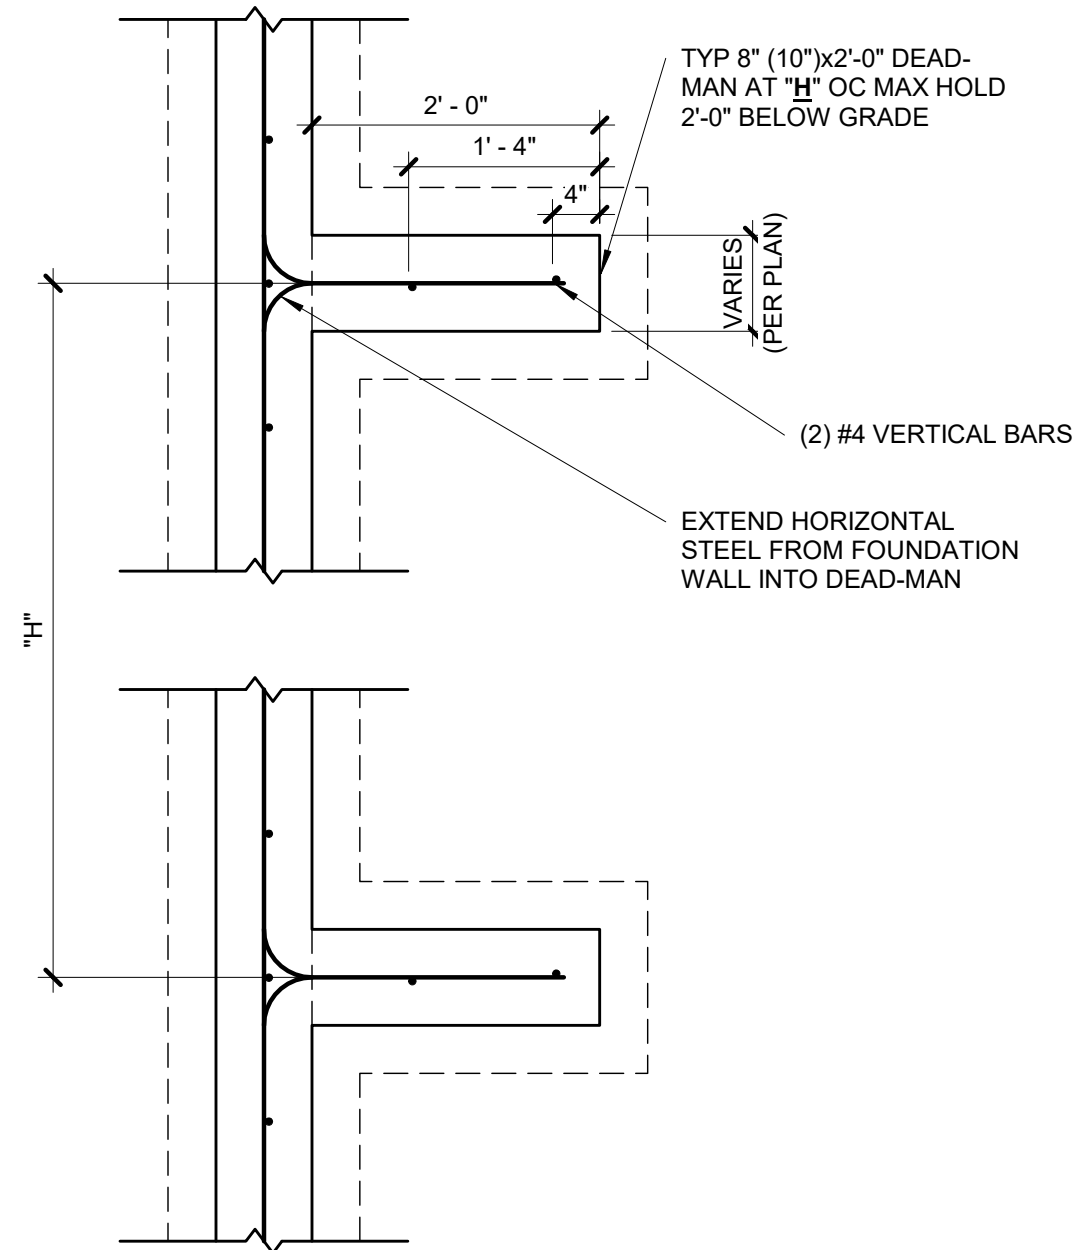 TYP 8" (10")x2'-0" DEAD-
MAN AT "H" OC MAX HOLD
2'-0" BELOW GRADE
2' - 0"
1' - 4"
4"
VARIES
(PER PLAN)
(2) #4 VERTICAL BARS
EXTEND HORIZONTAL
STEEL FROM FOUNDATION
WALL INTO DEAD-MAN
"H"